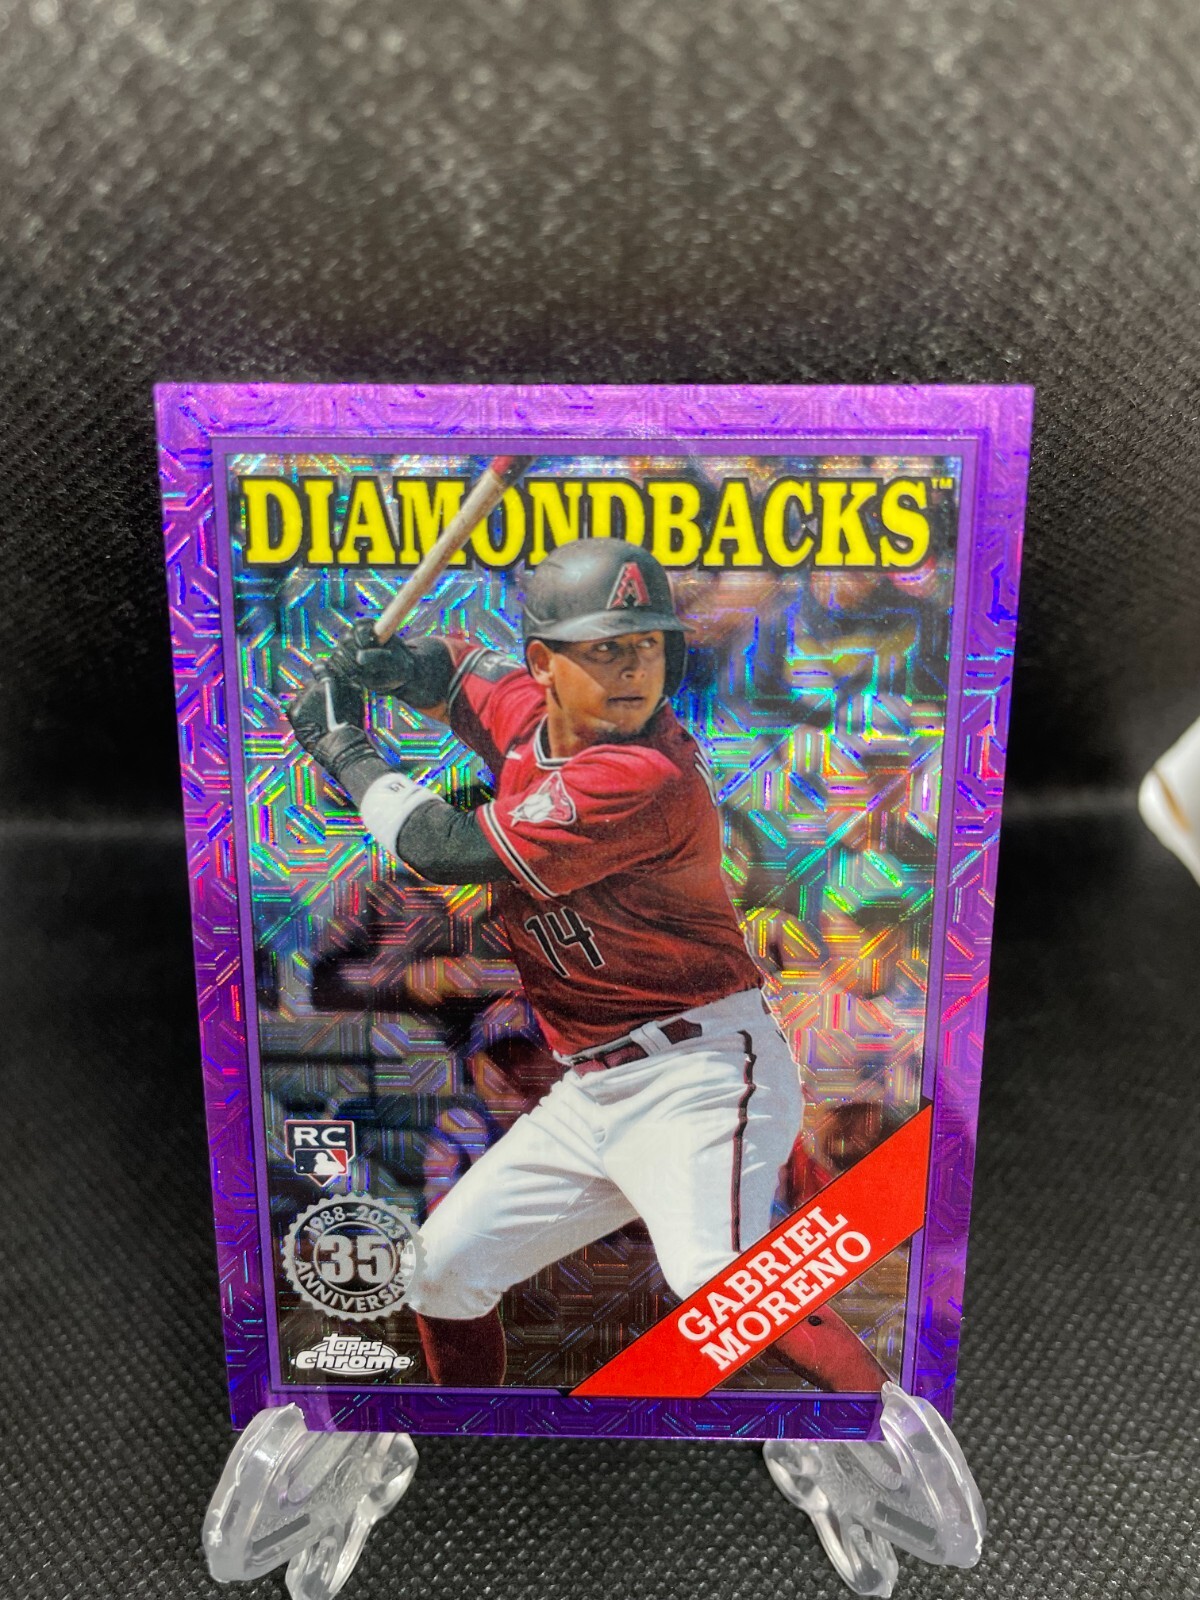 DIAMONDBACKS™
A
14
RC
1988-2023
35
ANNIVERSARY
topps
Chrome
GABRIEL
MORENO